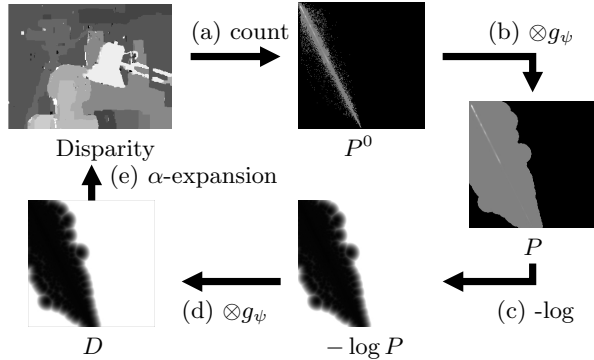 (a) count
(b) ⊗g_ψ
Disparity
P^0
(e) α-expansion
P
(d) ⊗g_ψ
(c) -log
D
− log P